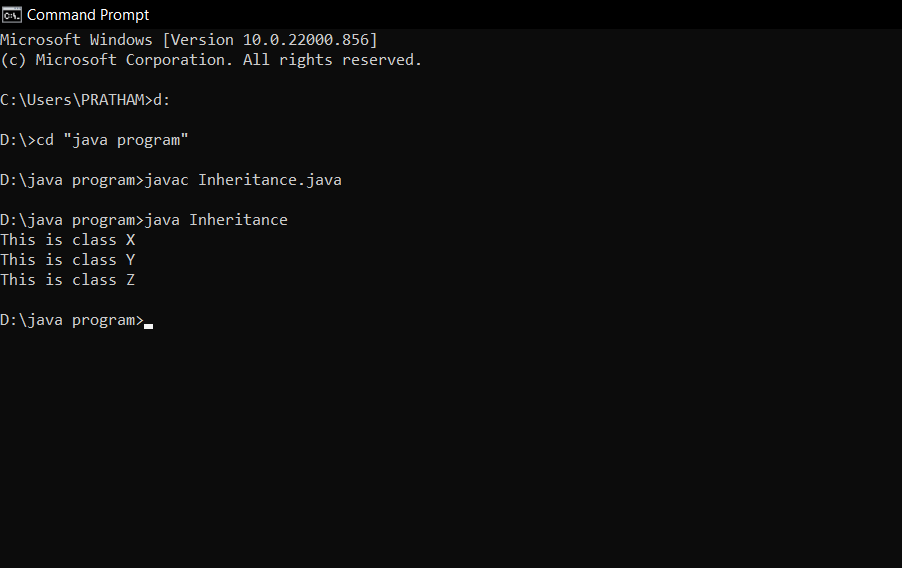 Command Prompt
Microsoft Windows [Version 10.0.22000.856]
(c) Microsoft Corporation. All rights reserved.
C:\Users\PRATHAM>d:
D:\>cd "java program"
D:\java program>javac Inheritance.java
D:\java program>java Inheritance
This is class X
This is class Y
This is class Z
D:\java program>